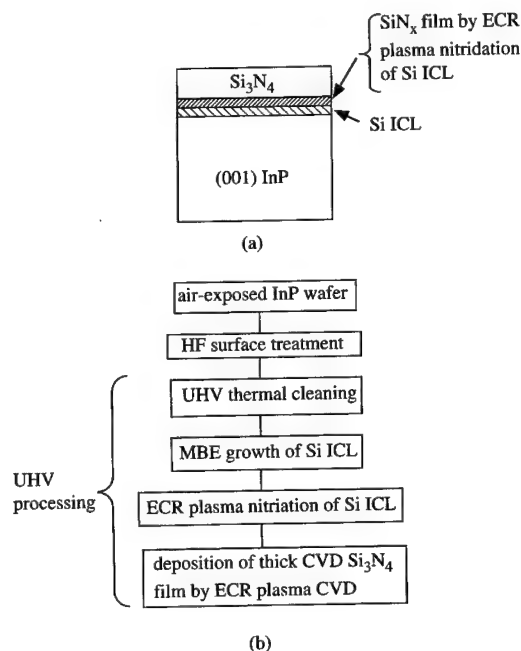 SiNx film by ECR
plasma nitridation
of Si ICL
Si3N4
Si ICL
(001) InP
(a)
air-exposed InP wafer
HF surface treatment
UHV thermal cleaning
MBE growth of Si ICL
UHV
processing
ECR plasma nitriation of Si ICL
deposition of thick CVD Si3N4
film by ECR plasma CVD
(b)